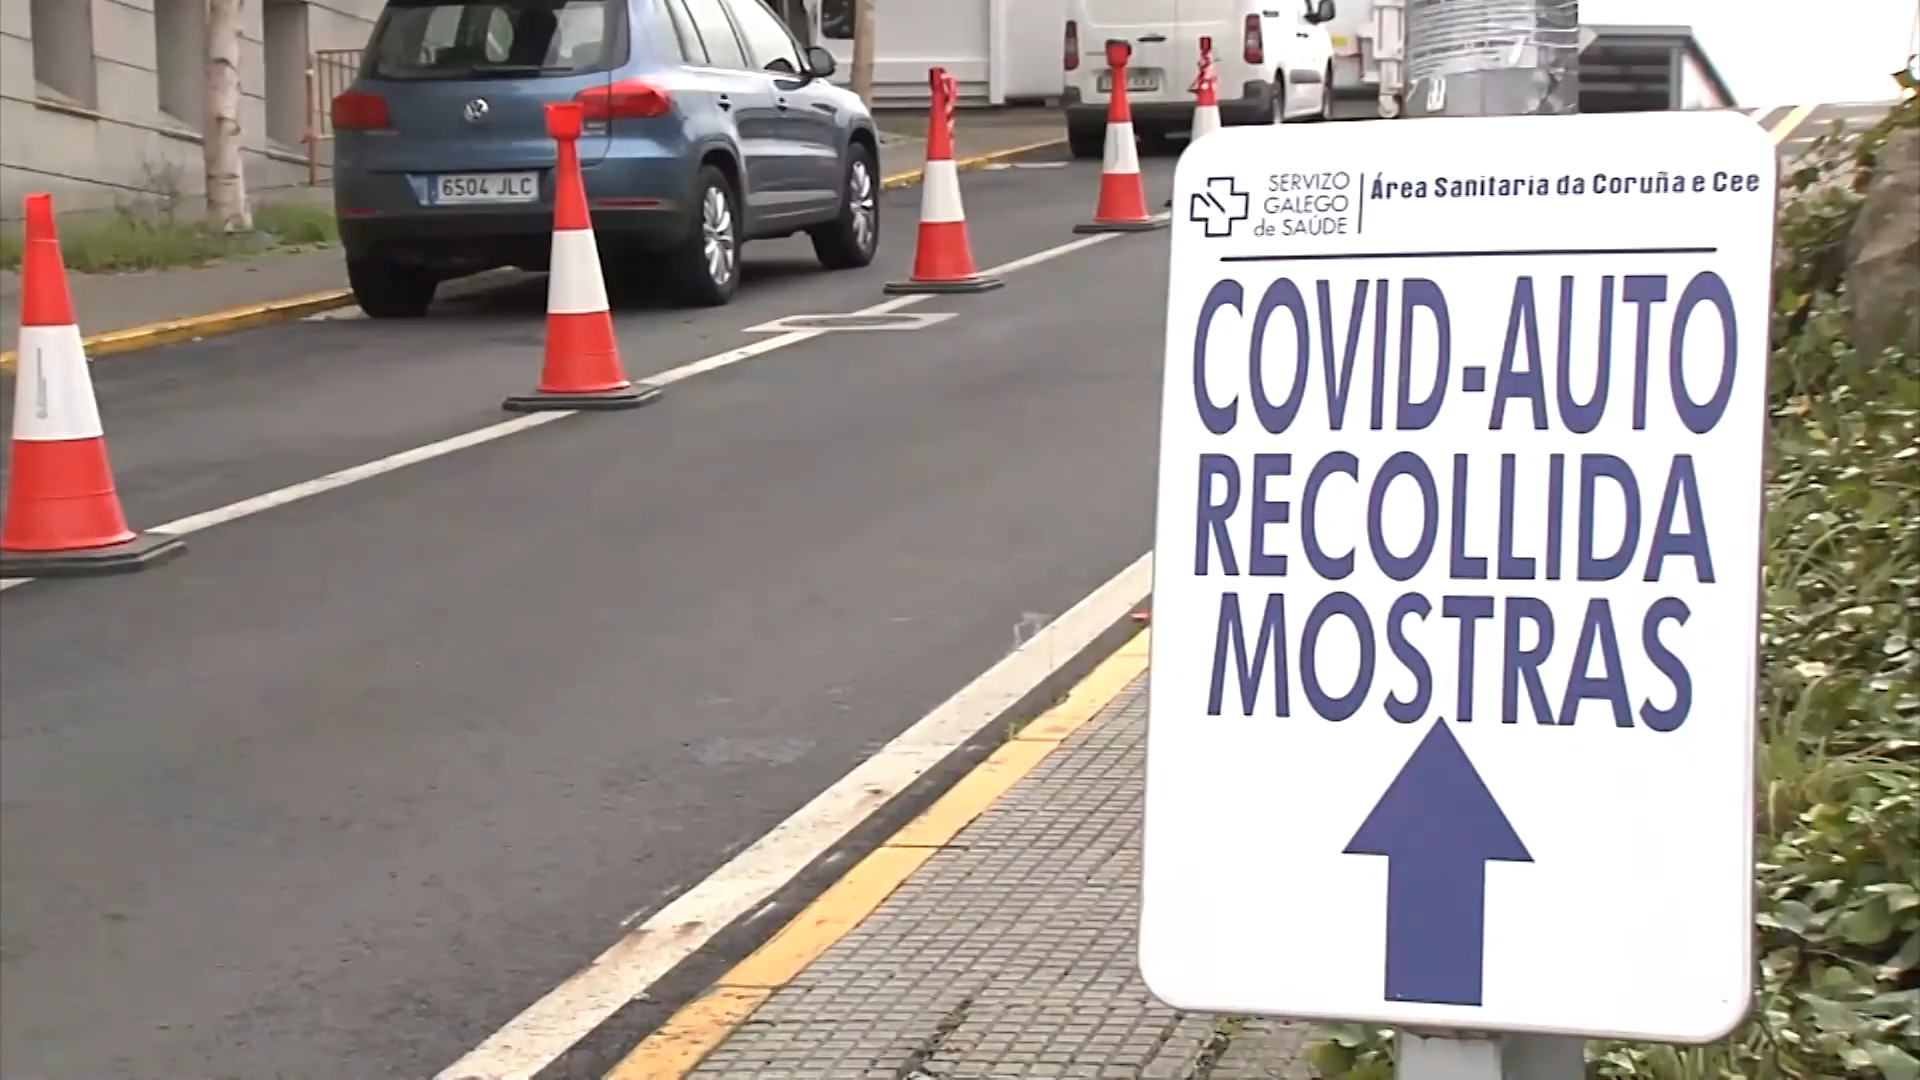 6504 JLC
SERVIZO
GALEGO
de SAÚDE
Área Sanitaria da Coruña e Cee
COVID-AUTO
RECOLLIDA
MOSTRAS